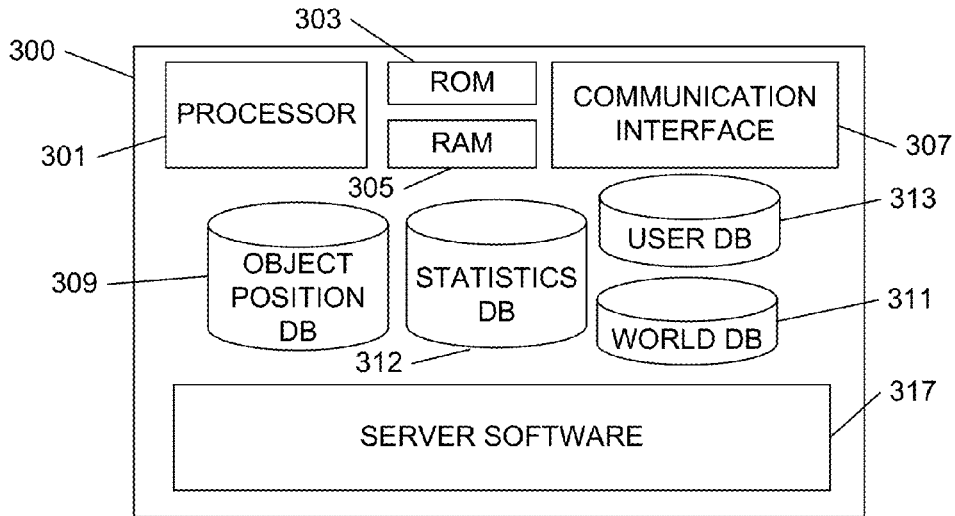 300
303
ROM
PROCESSOR
COMMUNICATION
INTERFACE
RAM
301
305
307
313
USER DB
309
OBJECT
POSITION
DB
STATISTICS
DB
311
WORLD DB
312
317
SERVER SOFTWARE